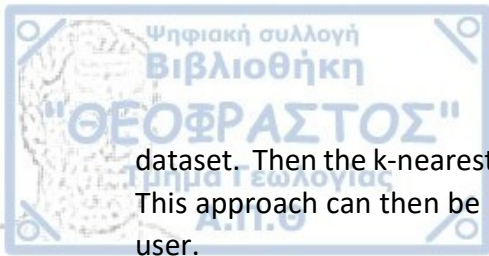 Ψηφιακή συλλογή
Βιβλιοθήκη
"ΘΕΟΦΡΑΣΤΟΣ"
Τμήμα Γεωλογίας
Α.Π.Θ
dataset. Then the k-nearest
This approach can then be
user.